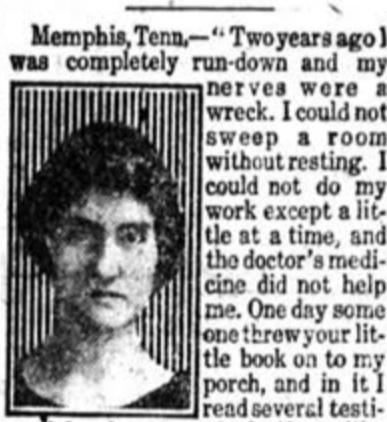 Memphis, Tenn.—"Two years ago I
was completely run-down and my
nerves were a
wreck. I could not
sweep a room
without resting. I
could not do my
work except a lit-
tle at a time, and
the doctor's medi-
cine did not help
me. One day some
one threw your lit-
tle book on to my
porch, and in it I
read several testi-